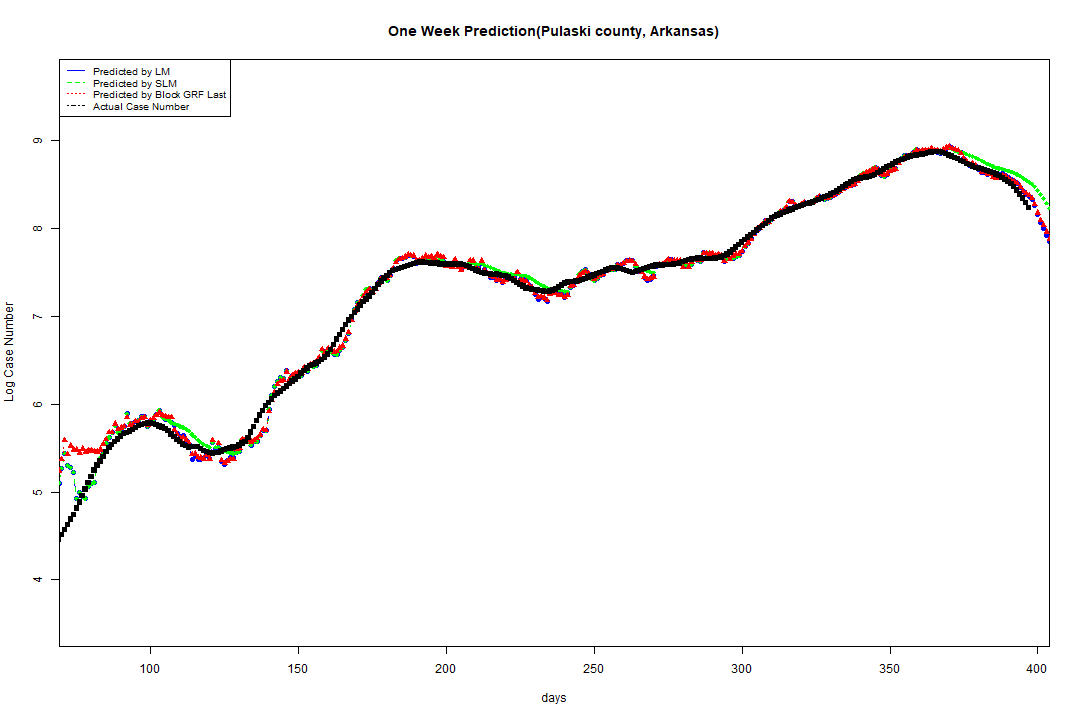 One Week Prediction(Pulaski county, Arkansas)
Predicted by LM
Predicted by SLM
Predicted by Block GRF Last
Actual Case Number
9
8
7
6
5
4
Log Case Number
100 150 200 250 300 350 400
days